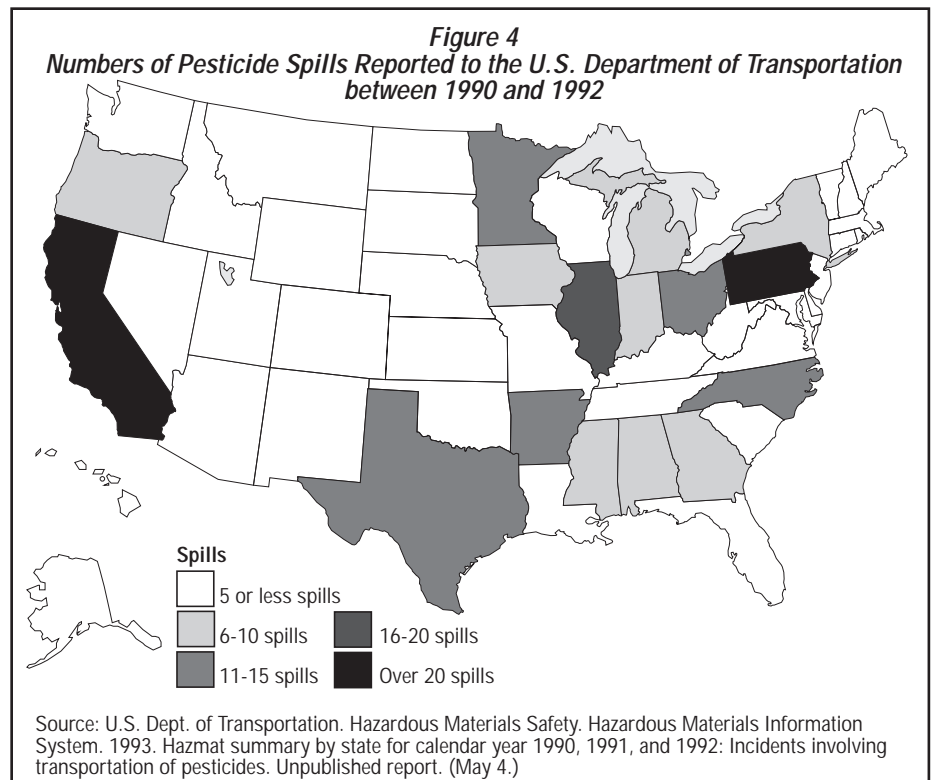 Figure 4
Numbers of Pesticide Spills Reported to the U.S. Department of Transportation
between 1990 and 1992
Spills
5 or less spills
6-10 spills
11-15 spills
16-20 spills
Over 20 spills
Source: U.S. Dept. of Transportation. Hazardous Materials Safety. Hazardous Materials Information
System. 1993. Hazmat summary by state for calendar year 1990, 1991, and 1992: Incidents involving
transportation of pesticides. Unpublished report. (May 4.)